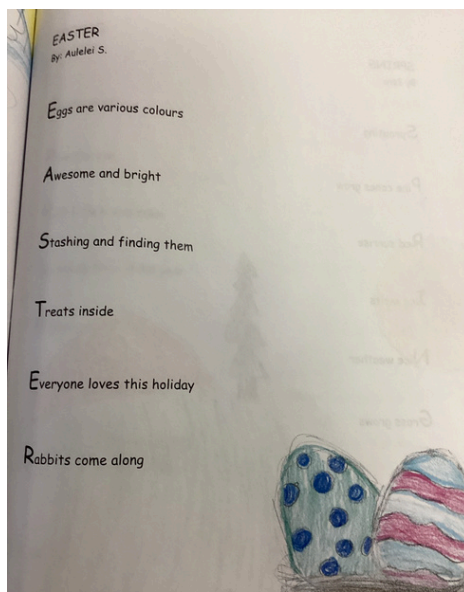 EASTER
By: Aulelei S.
Eggs are various colours
Awesome and bright
Stashing and finding them
Treats inside
Everyone loves this holiday
Rabbits come along